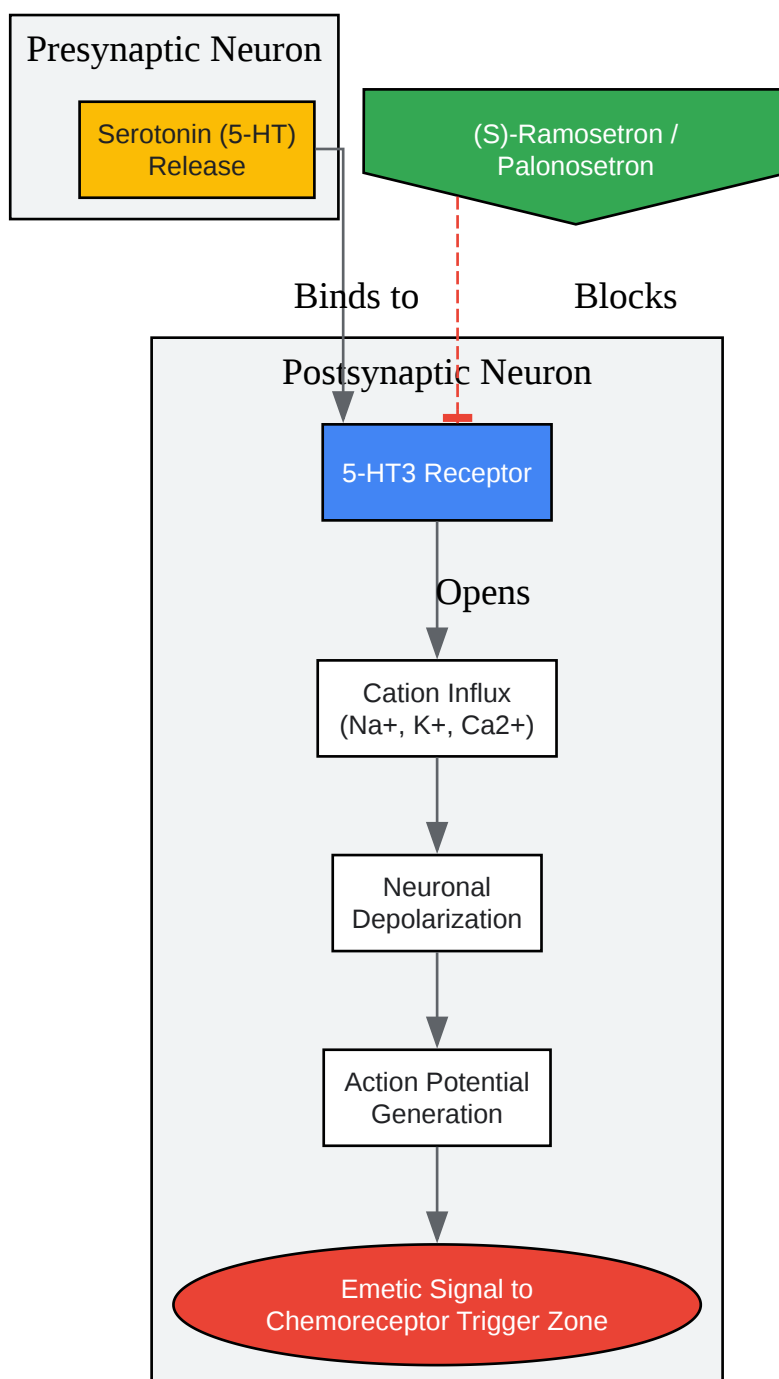 Presynaptic Neuron
Serotonin (5-HT)
Release
(S)-Ramosetron /
Palonosetron
Binds to
Blocks
Postsynaptic Neuron
5-HT3 Receptor
Opens
Cation Influx
(Na+, K+, Ca2+)
Neuronal
Depolarization
Action Potential
Generation
Emetic Signal to
Chemoreceptor Trigger Zone